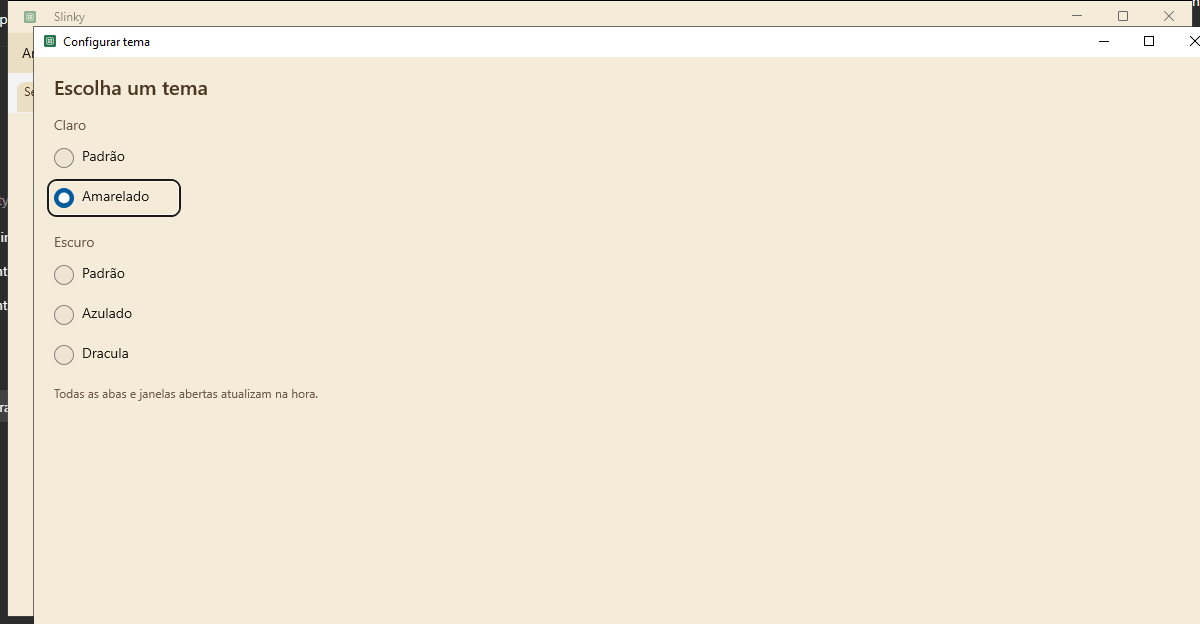 Slinky
Configurar tema
Escolha um tema
Claro
Padrão
Amarelado
Escuro
Padrão
Azulado
Dracula
Todas as abas e janelas abertas atualizam na hora.